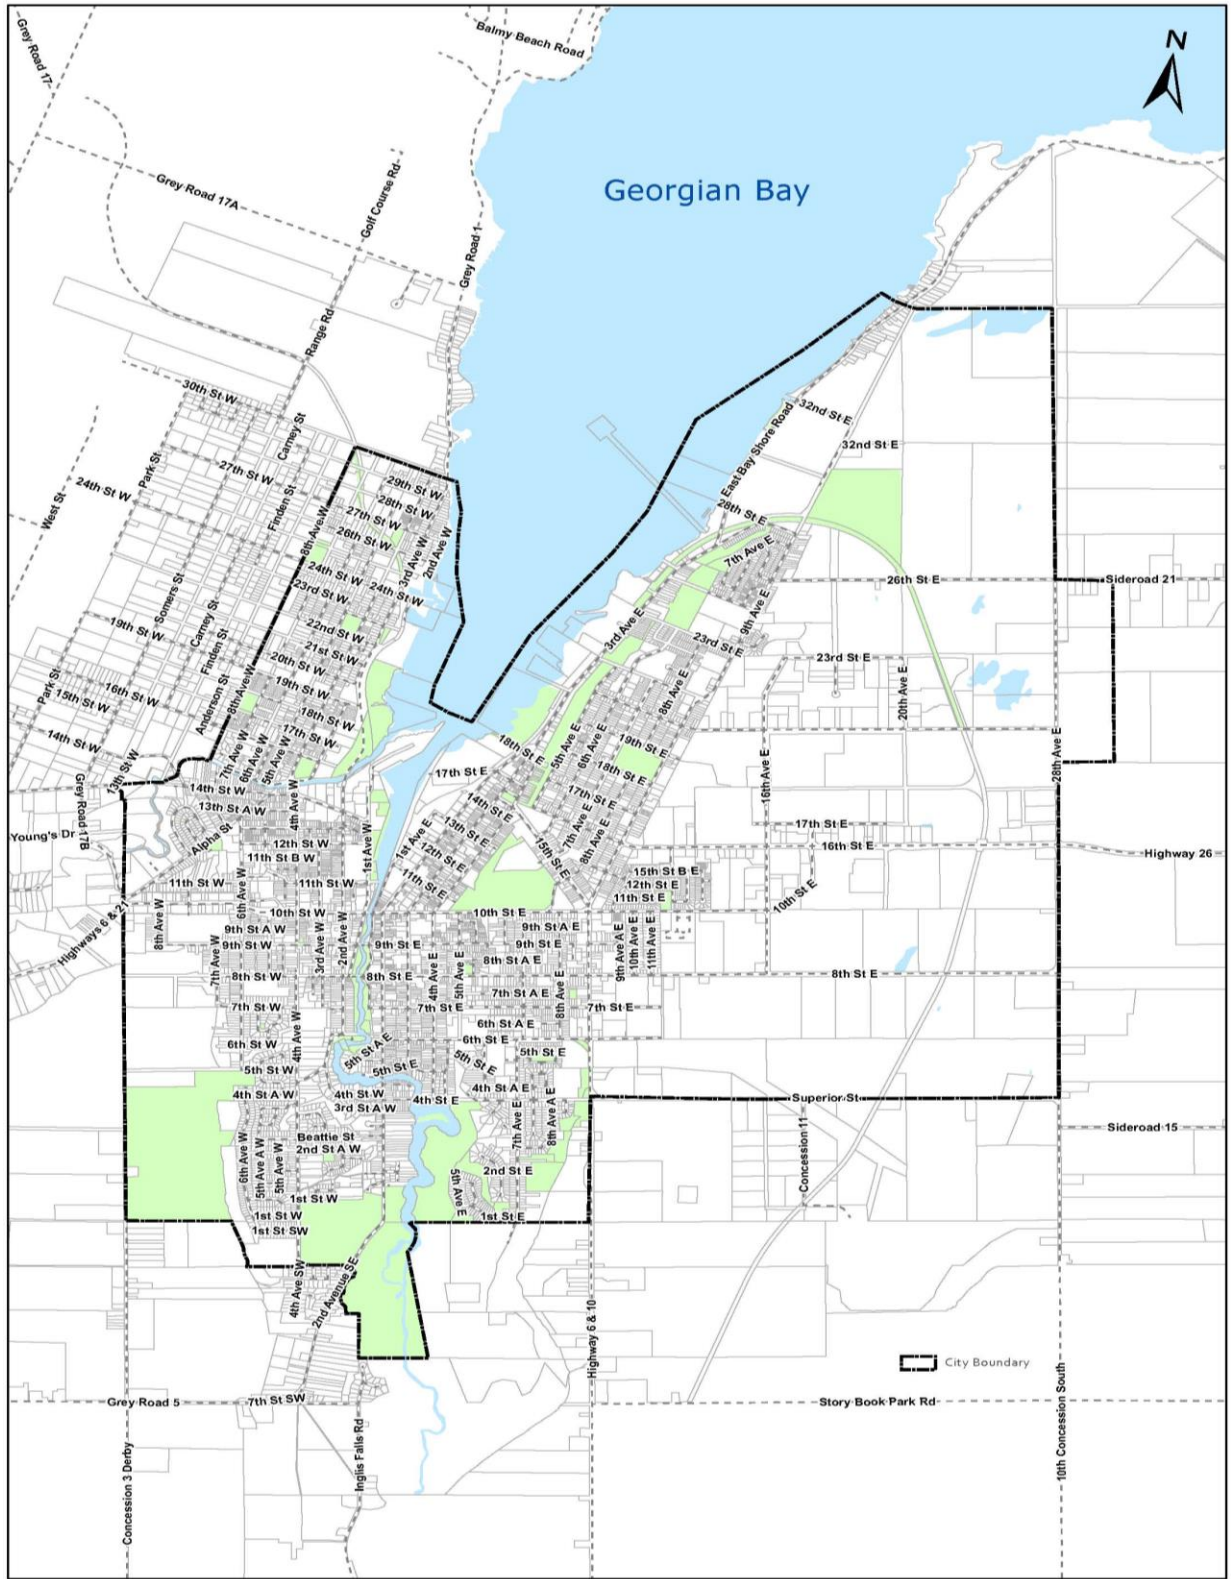 Grey Road 17
Balmy Beach Road
N
Grey Road 17A
Golf Course Rd
Georgian Bay
Grey Road 1
Range Rd
30th St W
Carney St
32nd St E
East Bay Shore Road
32nd St E
Park St
27th St W
24th St W
West St
Finden St
8th Ave W
29th St W
28th St W
27th St W
26th St W
3rd Ave W
2nd Ave W
28th St E
7th Ave E
26th St E
Sideroad 21
24th St W
24th St W
23rd St W
Somers St
Carney St
Finden St
19th St W
22nd St W
21st St W
20th St W
19th St W
18th St W
17th St W
3rd Ave E
9th Ave E
23rd St E
23rd St E
8th Ave E
20th Ave E
Park St
16th St W
15th St W
Anderson St
8th Ave W
14th St W
13th St W
7th Ave W
6th Ave W
5th Ave W
18th St E
5th Ave E
6th Ave E
19th St E
18th St E
16th Ave E
28th Ave E
17th St E
14th St W
13th St A W
4th Ave W
Grey Road 17B
Young's Dr
Alpha St
12th St W
11th St B W
1st Ave W
1st Ave E
14th St E
13th St E
12th St E
11th St E
15th St E
17th St E
7th Ave E
8th Ave E
17th St E
16th St E
Highway 26
11th St W
11th St W
6th Ave W
15th St B E
12th St E
11th St E
10th St E
10th St W
10th St E
Highways 6 & 21
8th Ave W
9th St A W
9th St W
7th Ave W
3rd Ave W
2nd Ave W
9th St E
4th Ave E
5th Ave E
9th St A E
9th St E
8th St A E
9th Ave A E
10th Ave E
11th Ave E
8th St W
8th St E
8th St E
7th St A E
8th Ave E
7th St W
7th St E
7th St E
4th Ave W
6th St A E
6th St W
6th St E
5th St A E
5th St E
5th St E
5th St E
5th St W
4th St A W
4th St W
3rd St A W
4th St E
4th St A E
Superior St
7th Ave E
8th Ave A E
Sideroad 15
Beattie St
2nd St A W
6th Ave W
5th Ave A W
5th Ave W
Concession 11
5th Ave E
2nd St E
1st St W
1st St W
1st St SW
1st St E
4th Ave SW
2nd Avenue SE
Highway 6 & 10
City Boundary
Grey Road 5
7th St SW
Story Book Park Rd
Concession 3 Derby
Inglis Falls Rd
10th Concession South